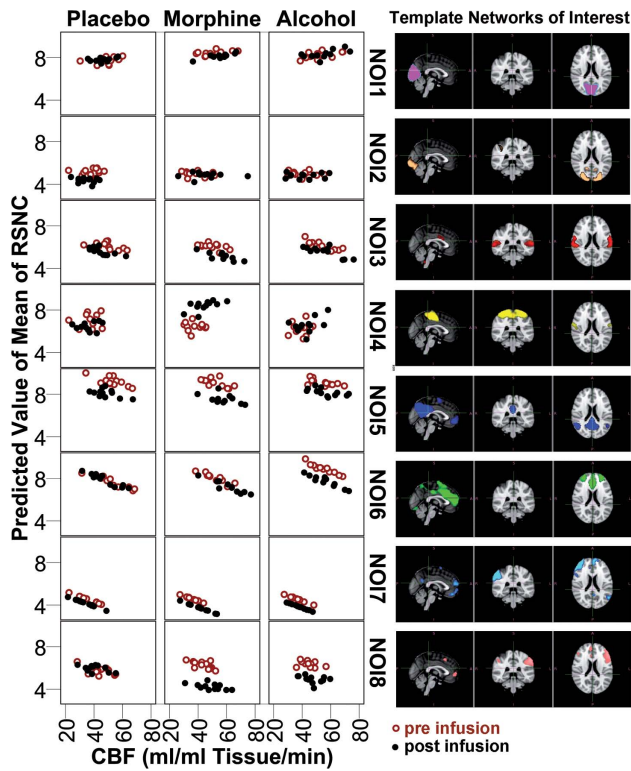 Placebo Morphine Alcohol Template Networks of Interest
Predicted Value of Mean of RSNC
8
4
NOI1
8
4
NOI2
8
4
NOI3
8
4
NOI4
8
4
NOI5
8
4
NOI6
8
4
NOI7
8
4
NOI8
20 40 60 80 20 40 60 80 20 40 60 80
CBF (ml/ml Tissue/min)
pre infusion
post infusion